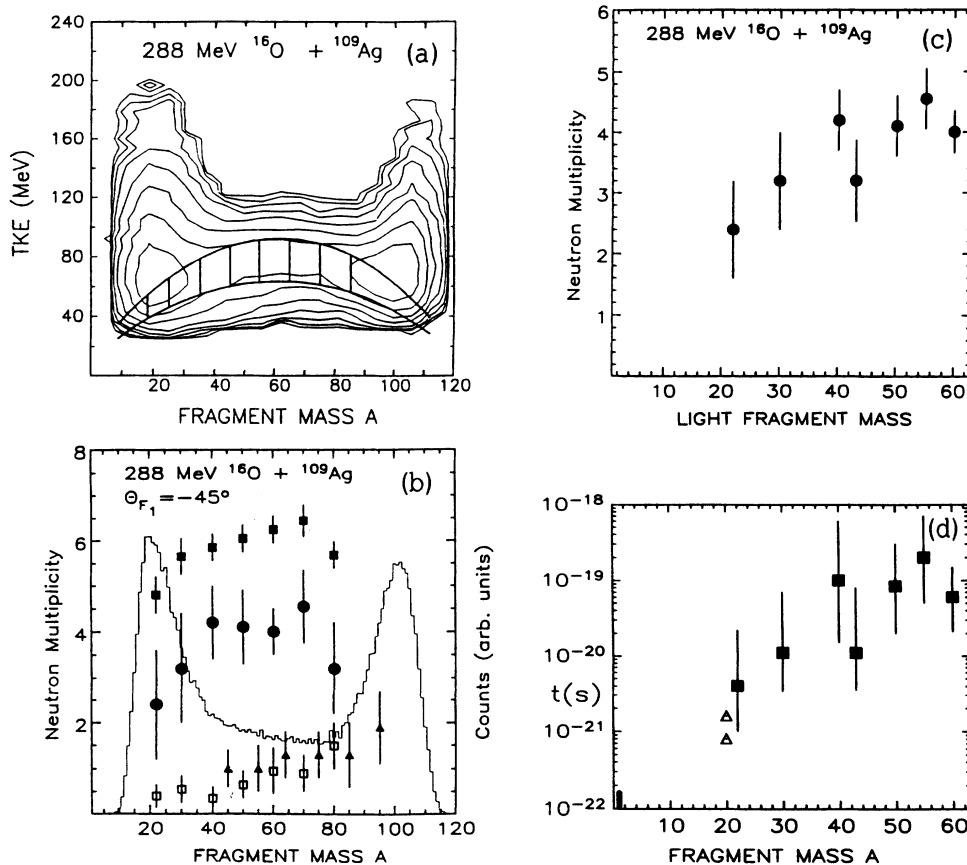 288 MeV ¹⁶O + ¹⁰⁹Ag (a)
240
200
160
120
80
40
TKE (MeV)
20 40 60 80 100 120
FRAGMENT MASS A
288 MeV ¹⁶O + ¹⁰⁹Ag (c)
6
5
4
3
2
1
Neutron Multiplicity
10 20 30 40 50 60
LIGHT FRAGMENT MASS
288 MeV ¹⁶O + ¹⁰⁹Ag (b)
Θ_F₁ = −45°
8
6
4
2
Neutron Multiplicity
Counts (arb. units)
20 40 60 80 100 120
FRAGMENT MASS A
(d)
10⁻¹⁸
10⁻¹⁹
10⁻²⁰
t(s)
10⁻²¹
10⁻²²
10 20 30 40 50 60
FRAGMENT MASS A